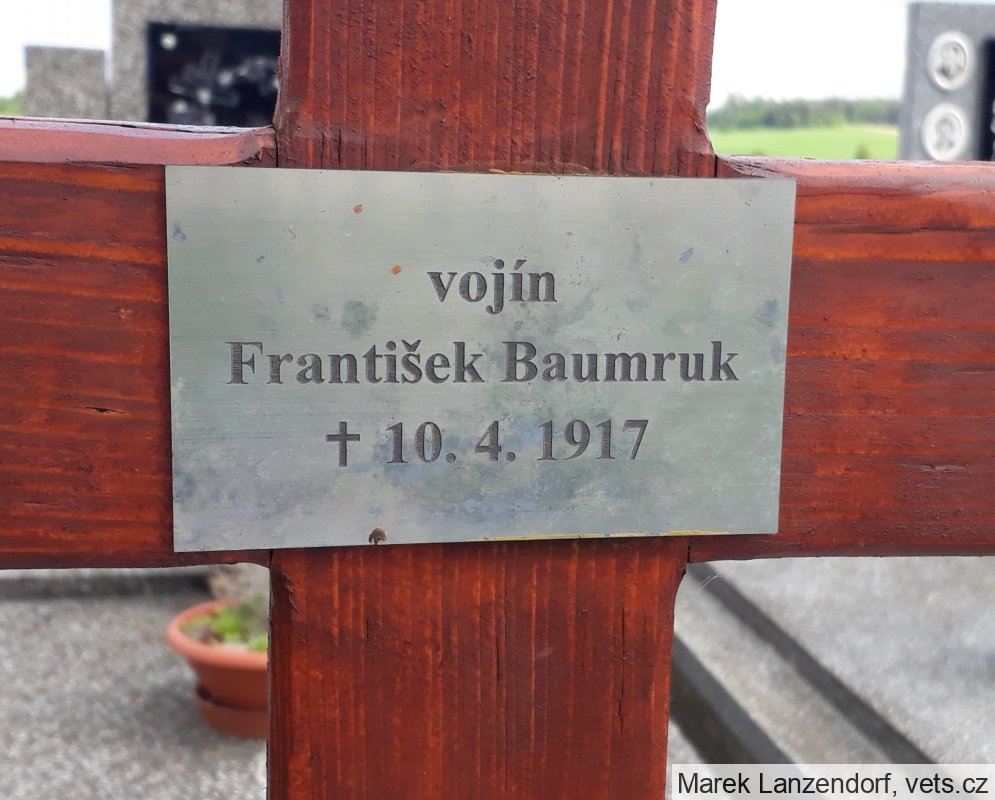 vojín
František Baumruk
✝ 10. 4. 1917
Marek Lanzendorf, vets.cz